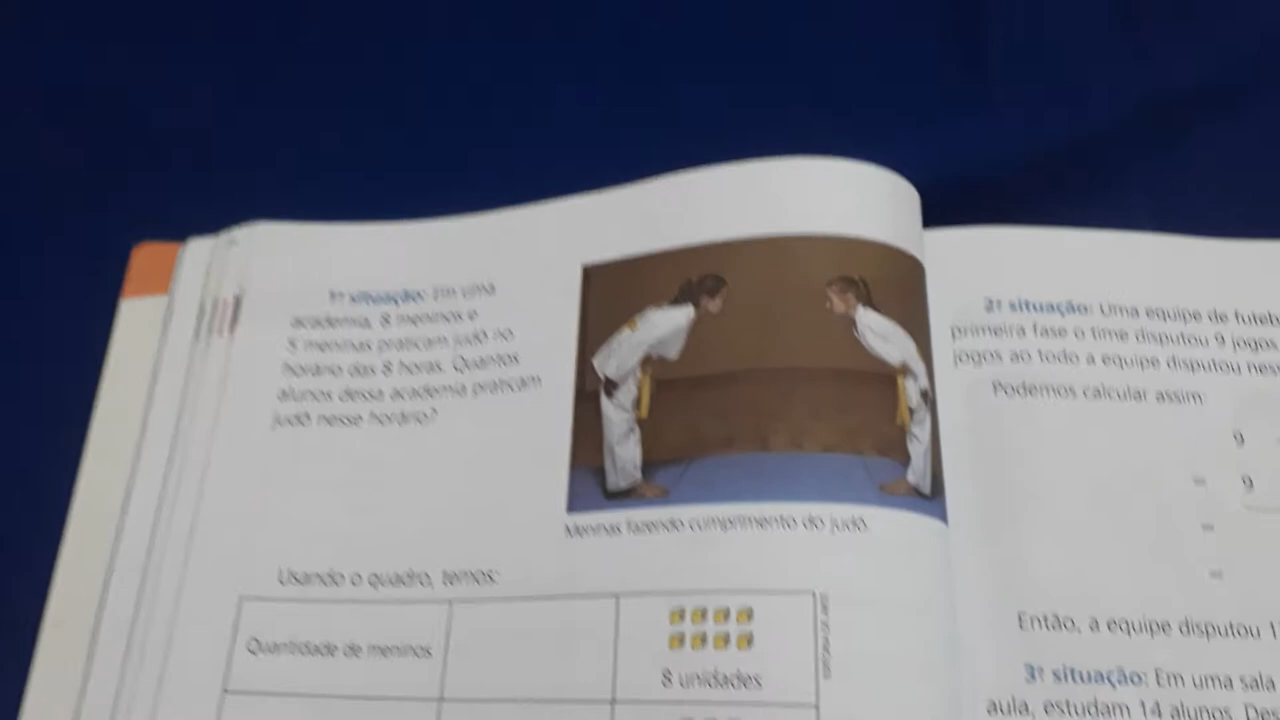 1ª situação: Em uma
academia, 8 meninos e
5 meninas praticam judô no
horário das 8 horas. Quantos
alunos dessa academia praticam
judô nesse horário?
Meninas fazendo cumprimento do judô.
Usando o quadro, temos:
Quantidade de meninos
8 unidades
2ª situação: Uma equipe de
primeira fase o time disputou 9 jogos
jogos ao todo a equipe disputou
Podemos calcular assim:
9
= 9
=
=
Então, a equipe disputou
3ª situação: Em uma sala
aula, estudam 14 alunos.